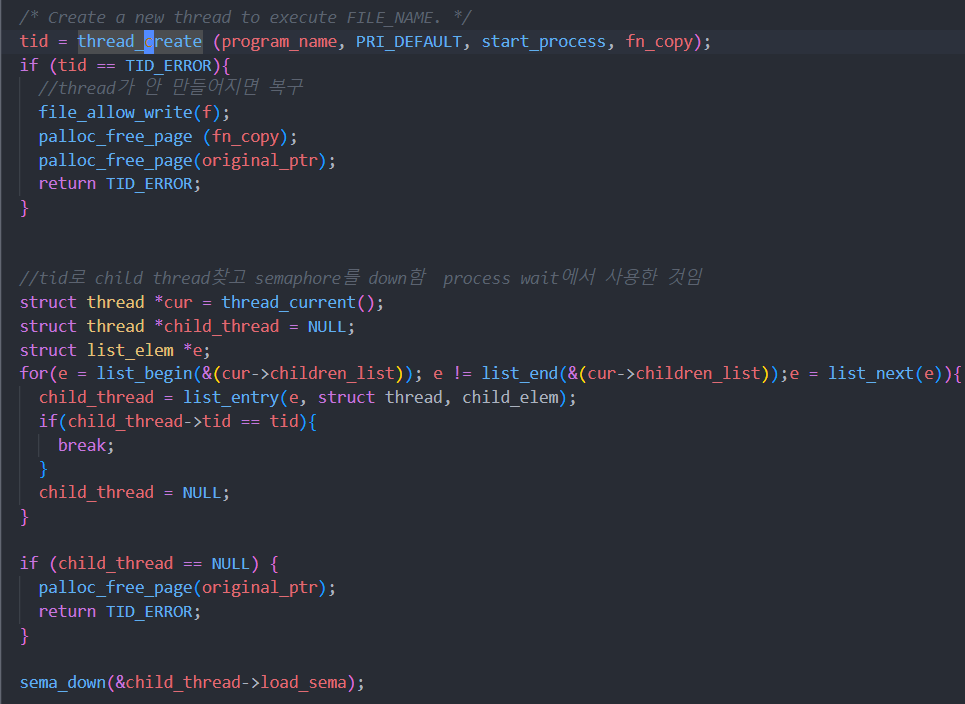 /* Create a new thread to execute FILE_NAME. */
tid = thread_create (program_name, PRI_DEFAULT, start_process, fn_copy);
if (tid == TID_ERROR){
//thread가 안 만들어지면 복구
file_allow_write(f);
palloc_free_page (fn_copy);
palloc_free_page(original_ptr);
return TID_ERROR;
}
//tid로 child thread찾고 semaphore를 down함  process wait에서 사용한 것임
struct thread *cur = thread_current();
struct thread *child_thread = NULL;
struct list_elem *e;
for(e = list_begin(&(cur->children_list)); e != list_end(&(cur->children_list));e = list_next(e)){
child_thread = list_entry(e, struct thread, child_elem);
if(child_thread->tid == tid){
break;
}
child_thread = NULL;
}
if (child_thread == NULL) {
palloc_free_page(original_ptr);
return TID_ERROR;
}
sema_down(&child_thread->load_sema);